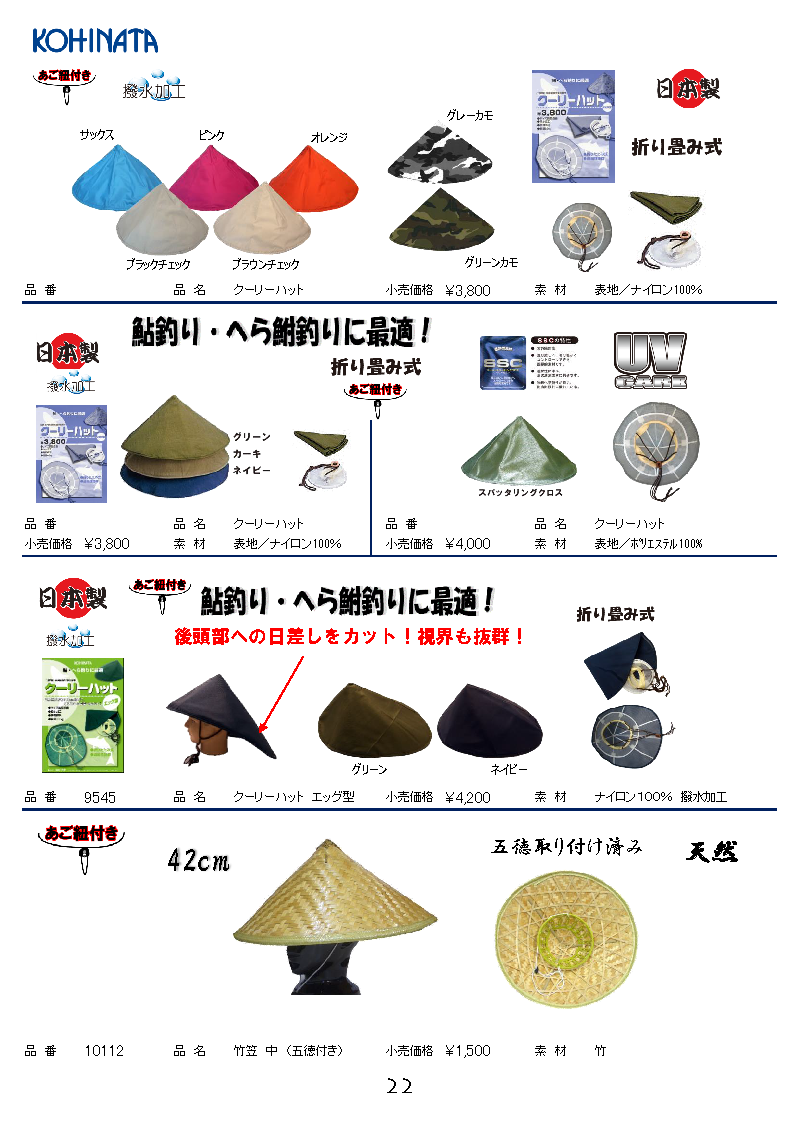 KOHINATA
あご紐付き
撥水加工
クーリーハット
¥3,800
日本製
折り畳み式
サックス
ピンク
オレンジ
グレーカモ
ブラックチェック
ブラウンチェック
グリーンカモ
品 番 品 名 クーリーハット 小売価格 ¥3,800 素 材 表地／ナイロン100%
鮎釣り・へら鮒釣りに最適！
日本製
撥水加工
折り畳み式
あご紐付き
クーリーハット
¥3,800
グリーン
カーキ
ネイビー
SSC
SSCの特性
UV
スパッタリングクロス
品 番 品 名 クーリーハット
小売価格 ¥3,800 素 材 表地／ナイロン100%
品 番 品 名 クーリーハット
小売価格 ¥4,000 素 材 表地／ポリエステル100%
日本製
あご紐付き
鮎釣り・へら鮒釣りに最適！
撥水加工
後頭部への日差しをカット！視界も抜群！
折り畳み式
KOHINATA
クーリーハット
グリーン
ネイビー
品 番 9545 品 名 クーリーハット エッグ型 小売価格 ¥4,200 素 材 ナイロン100% 撥水加工
あご紐付き
42cm
五徳取り付け済み
天然
品 番 10112 品 名 竹笠 中（五徳付き） 小売価格 ¥1,500 素 材 竹
22